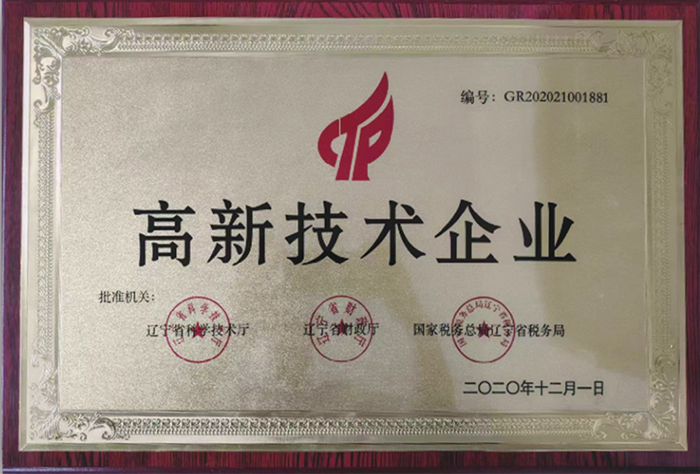 CTP
编号：GR202021001881
高新技术企业
批准机关：
辽宁省科学技术厅 辽宁省财政厅 国家税务总局辽宁省税务局
二〇二〇年十二月一日